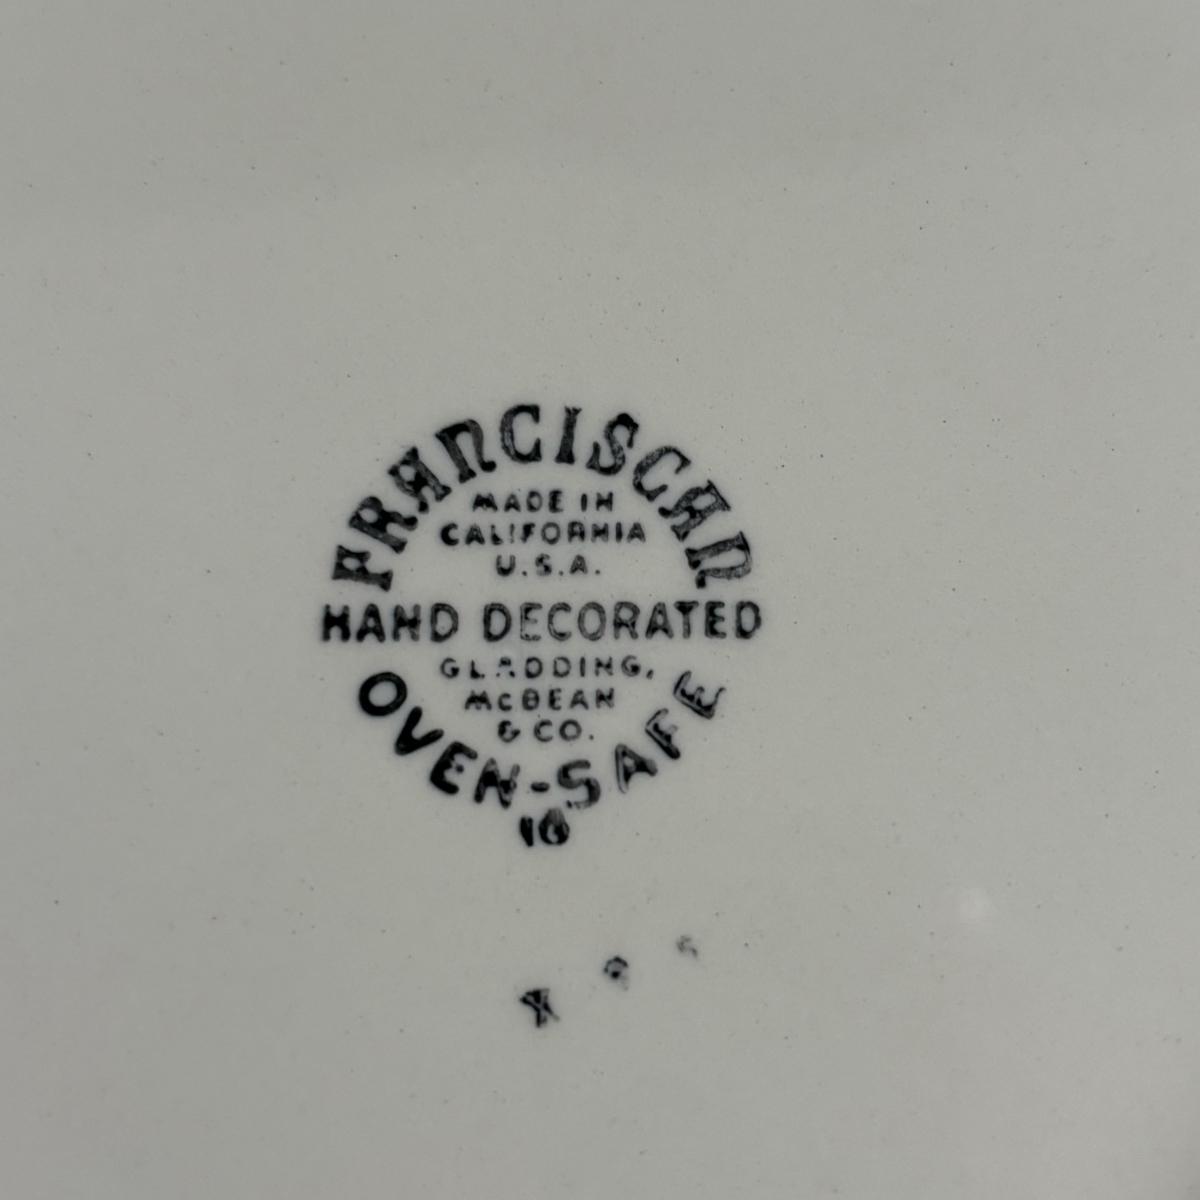 FRANCISCAN
MADE IN
CALIFORNIA
U.S.A.
HAND DECORATED
GLADDING,
McBEAN
& CO.
OVEN-SAFE
16